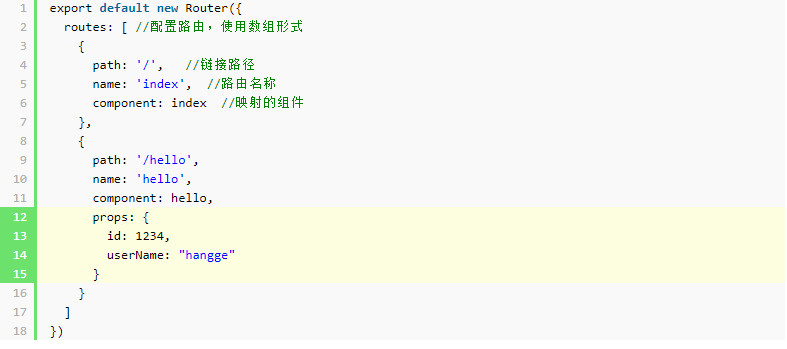 1 export default new Router({
2   routes: [ //配置路由，使用数组形式
3     {
4       path: '/',   //链接路径
5       name: 'index',  //路由名称
6       component: index  //映射的组件
7     },
8     {
9       path: '/hello',
10       name: 'hello',
11       component: hello,
12       props: {
13         id: 1234,
14         userName: "hangge"
15       }
16     }
17   ]
18 })